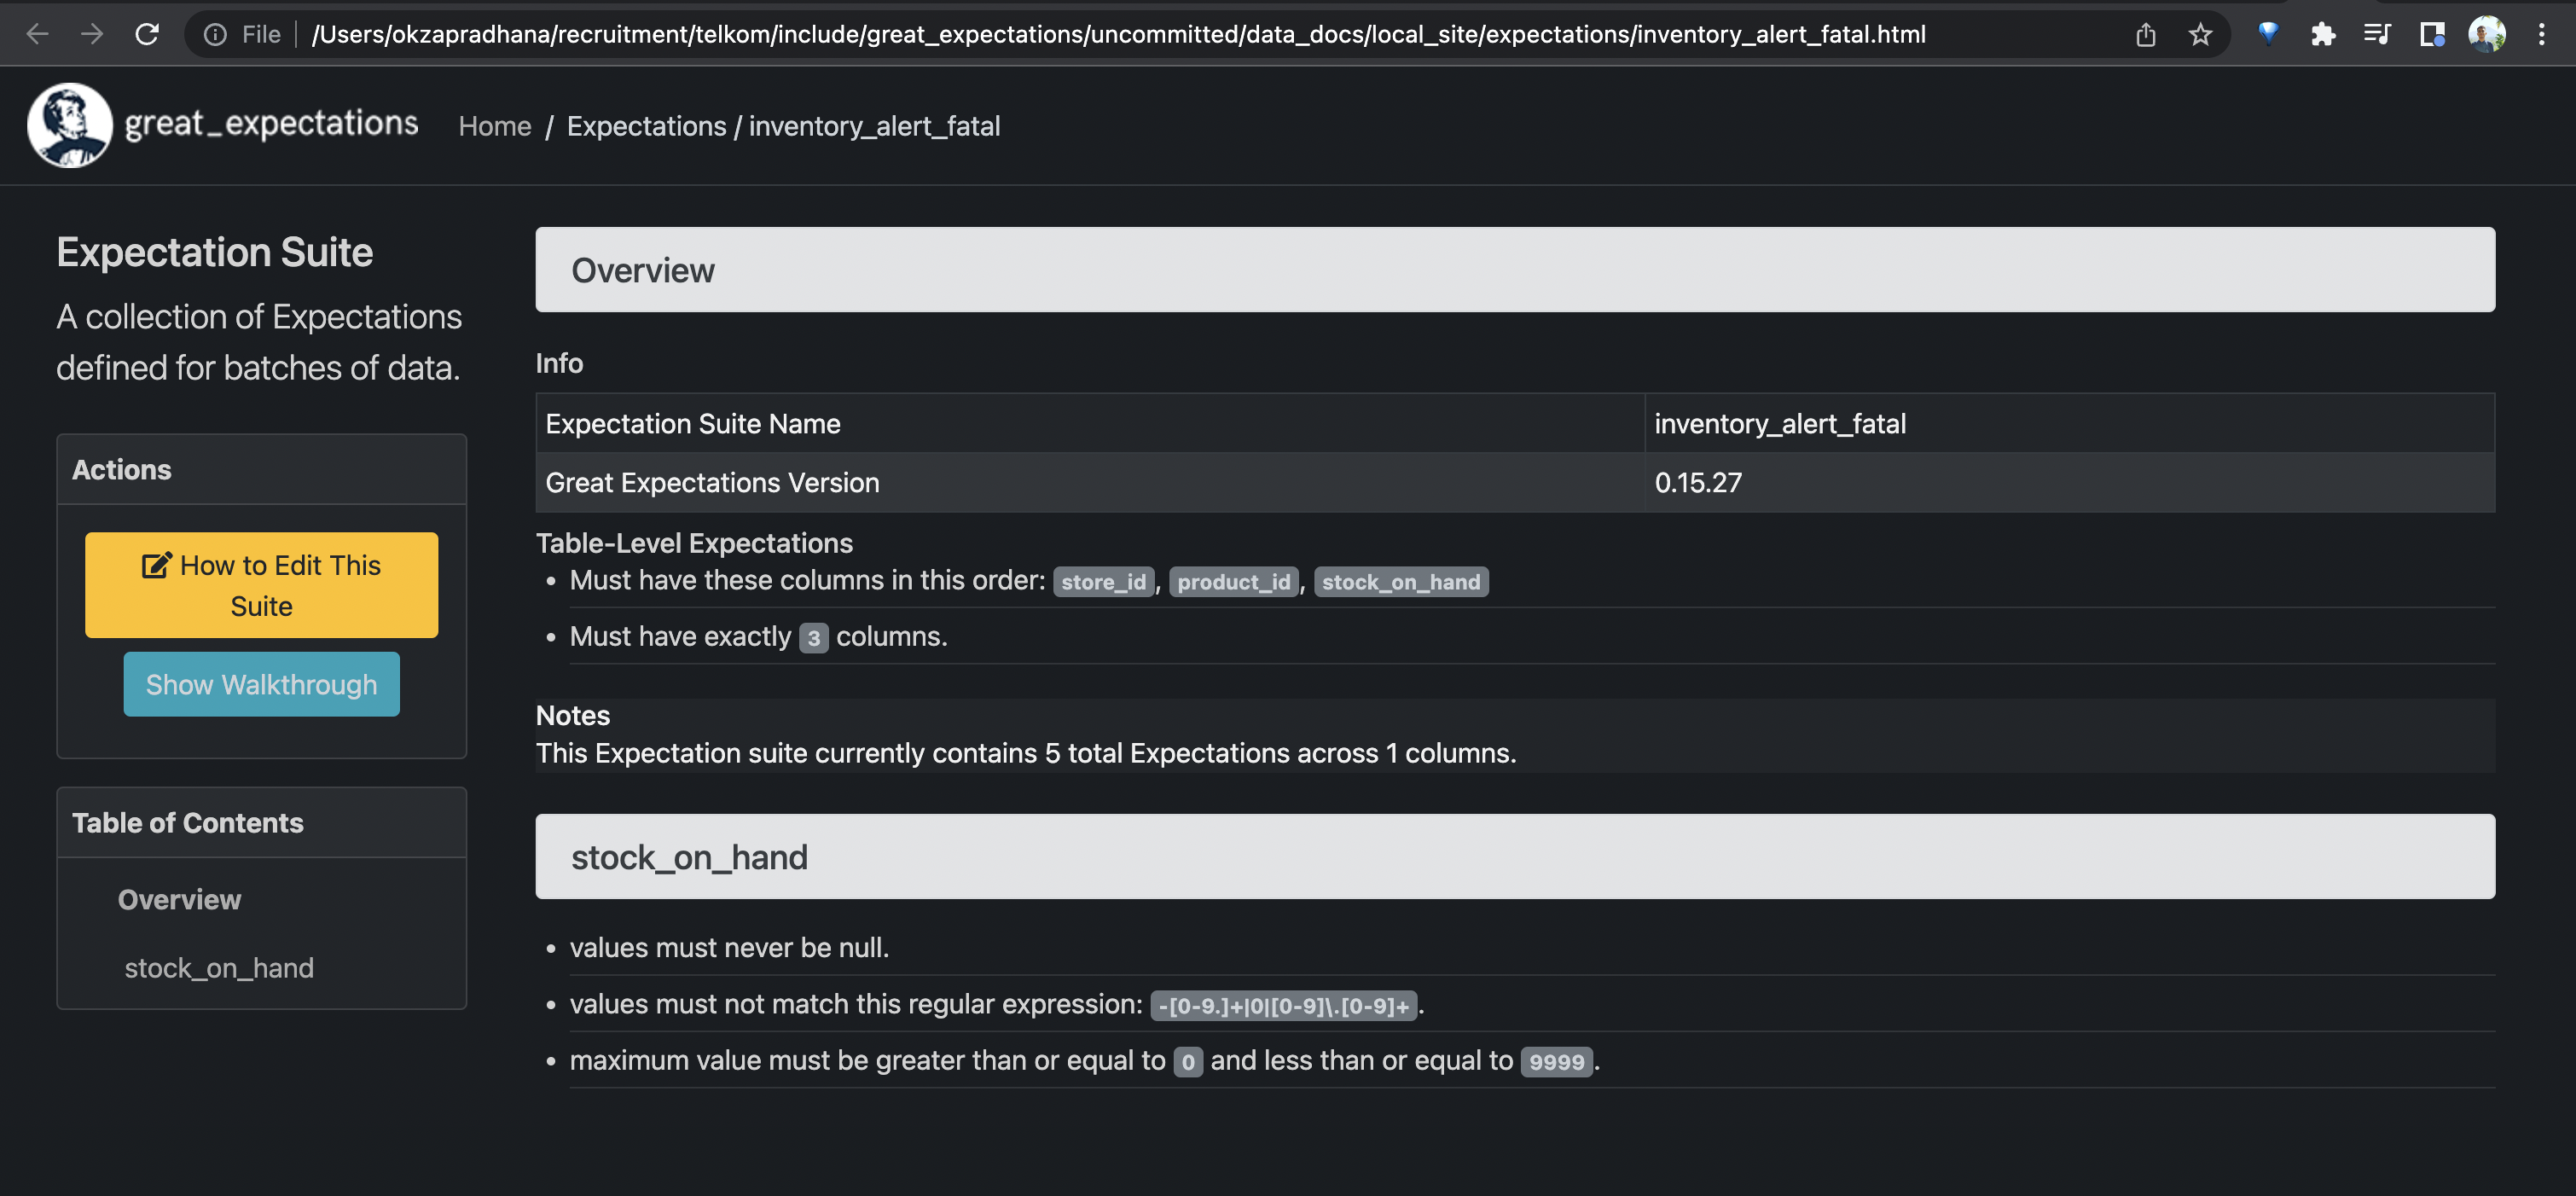 File /Users/okzapradhana/recruitment/telkom/include/great_expectations/uncommitted/data_docs/local_site/expectations/inventory_alert_fatal.html
great_expectations Home / Expectations / inventory_alert_fatal
Expectation Suite
A collection of Expectations
defined for batches of data.
Actions
How to Edit This
Suite
Show Walkthrough
Table of Contents
Overview
stock_on_hand
Overview
Info
Expectation Suite Name inventory_alert_fatal
Great Expectations Version 0.15.27
Table-Level Expectations
• Must have these columns in this order: store_id, product_id, stock_on_hand
• Must have exactly 3 columns.
Notes
This Expectation suite currently contains 5 total Expectations across 1 columns.
stock_on_hand
• values must never be null.
• values must not match this regular expression: -[0-9.]+|0|[0-9]\.[0-9]+.
• maximum value must be greater than or equal to 0 and less than or equal to 9999.